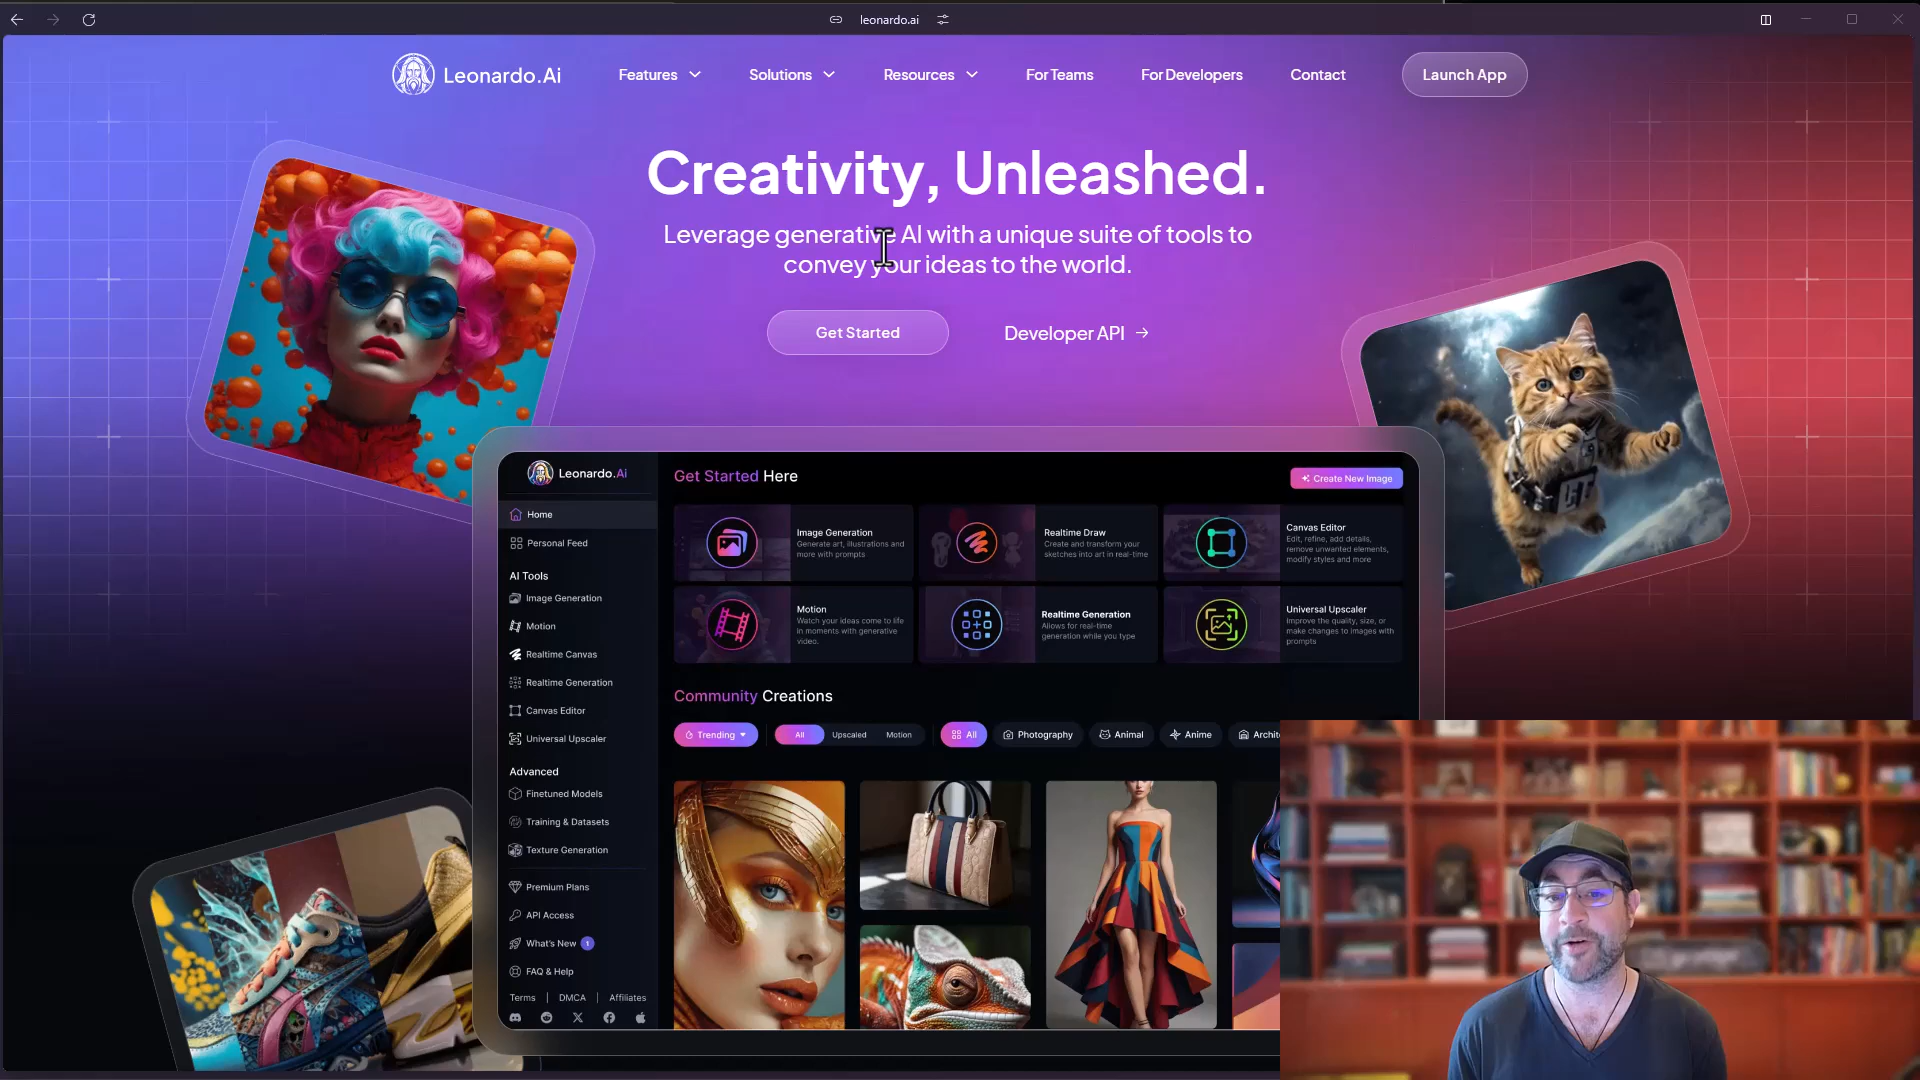 leonardo.ai
Leonardo.Ai
Features
Solutions
Resources
For Teams
For Developers
Contact
Launch App
Creativity, Unleashed.
Leverage generative AI with a unique suite of tools to
convey your ideas to the world.
Get Started
Developer API →
Leonardo.Ai
Home
Personal Feed
AI Tools
Image Generation
Motion
Realtime Canvas
Realtime Generation
Canvas Editor
Universal Upscaler
Advanced
Finetuned Models
Training & Datasets
Texture Generation
Premium Plans
API Access
What's New 1
FAQ & Help
Terms | DMCA | Affiliates
Get Started Here
Create New Image
Image Generation
Generate art, illustrations and
more with prompts
Realtime Draw
Create and transform your
sketches into art in real-time
Canvas Editor
Edit, refine, add details,
remove unwanted elements,
modify styles and more
Motion
Watch your ideas come to life
in moments with generative
video.
Realtime Generation
Allows for real-time
generation while you type
Universal Upscaler
Improve the quality, size, or
make changes to images with
prompts
Community Creations
Trending
All
Upscaled
Motion
All
Photography
Animal
Anime
Archit